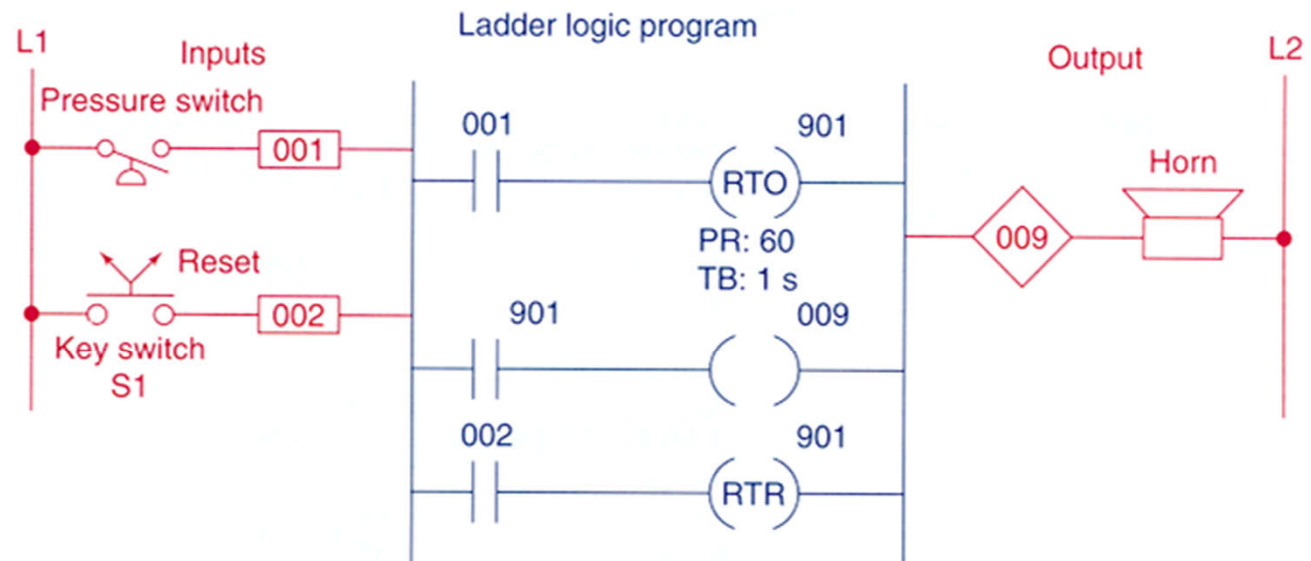 Ladder logic program
L1
Inputs
Pressure switch
001
Reset
002
Key switch
S1
001
901
RTO
PR: 60
TB: 1 s
901
009
002
901
RTR
Output
L2
Horn
009